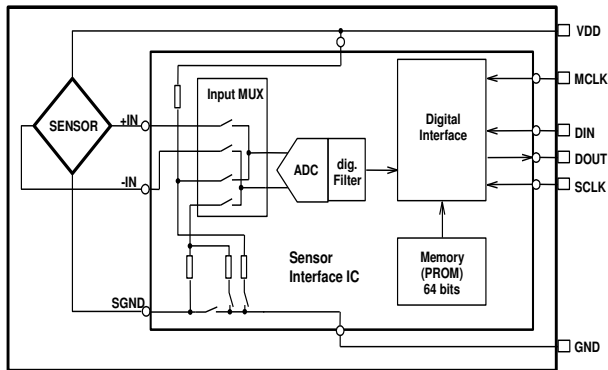 VDD
MCLK
Input MUX
+IN
SENSOR
Digital
Interface
DIN
DOUT
ADC
dig.
Filter
-IN
SCLK
Sensor
Interface IC
Memory
(PROM)
64 bits
SGND
GND